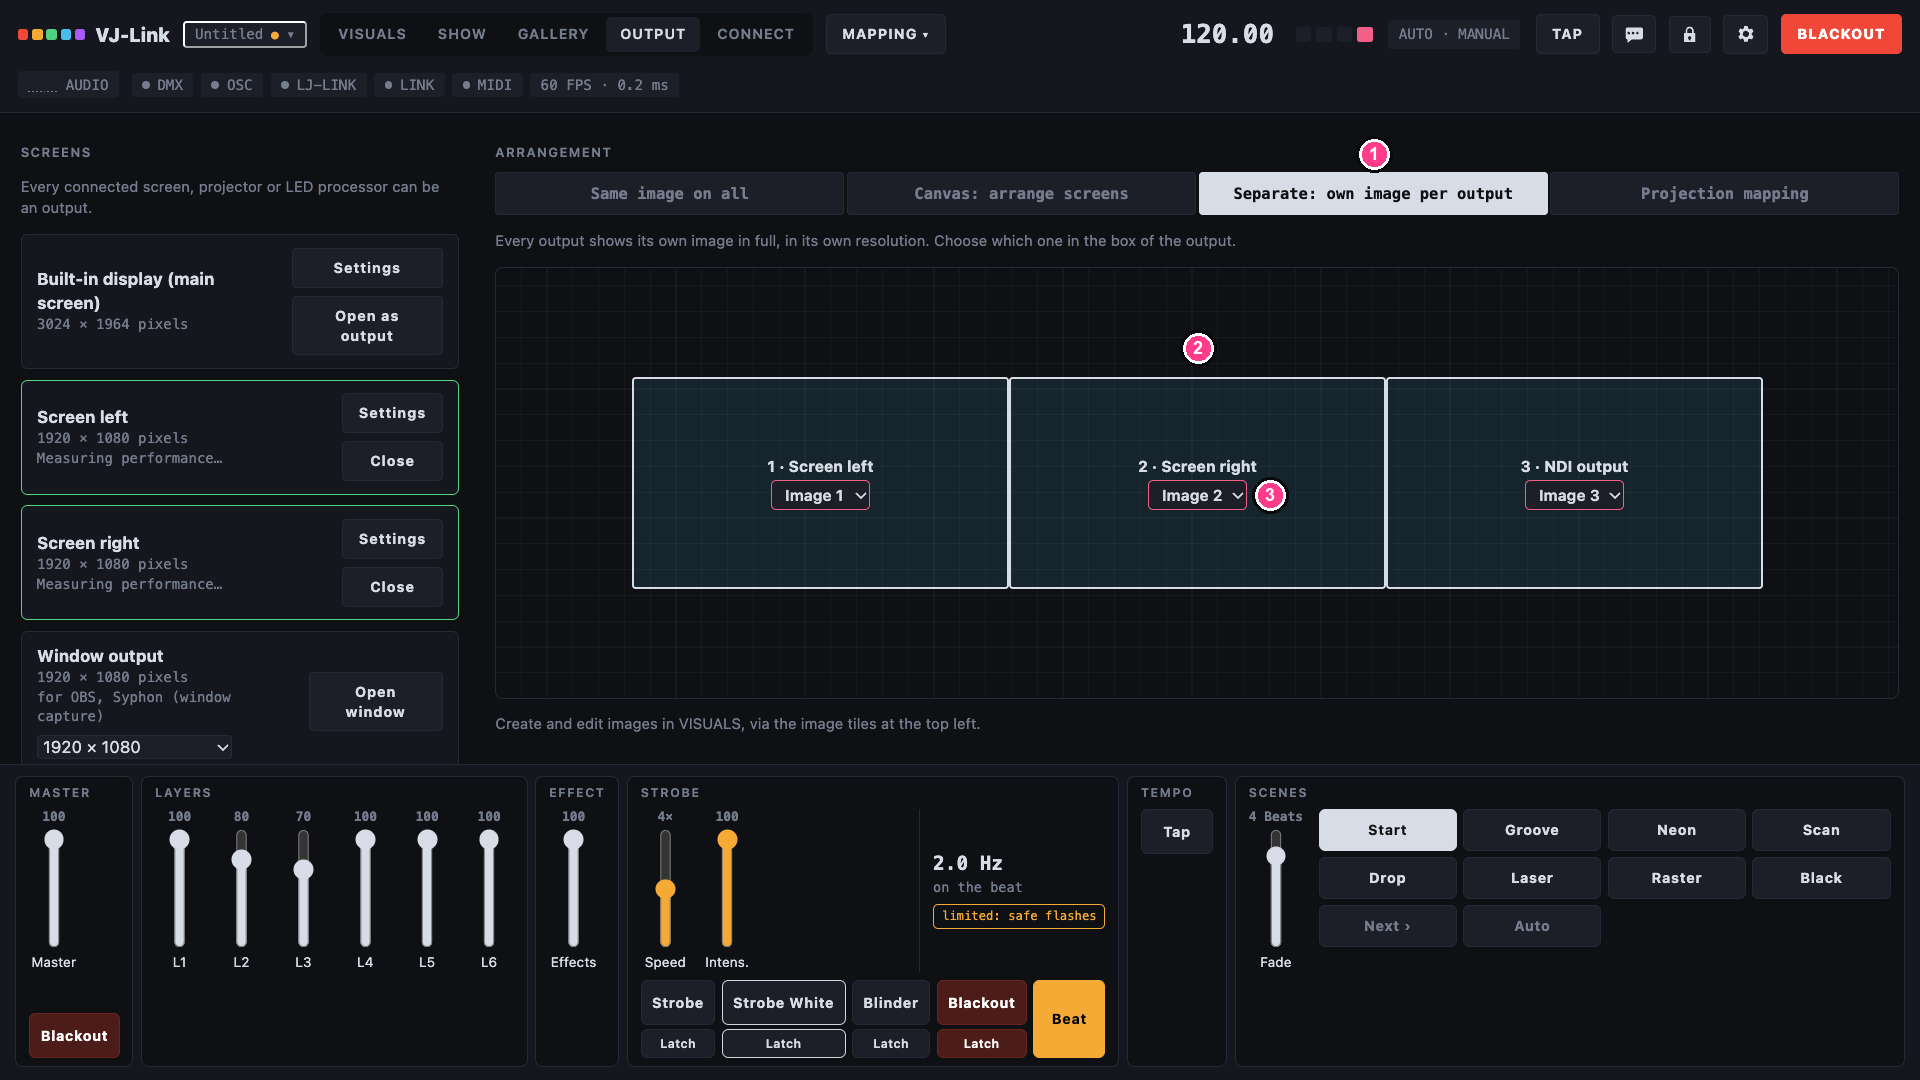 VJ-Link
Untitled
VISUALS
SHOW
GALLERY
OUTPUT
CONNECT
MAPPING
120.00
AUTO · MANUAL
TAP
BLACKOUT
AUDIO
DMX
OSC
LJ-LINK
LINK
MIDI
60 FPS · 0.2 ms
SCREENS
Every connected screen, projector or LED processor can be
an output.
Built-in display (main
screen)
3024 × 1964 pixels
Settings
Open as
output
Screen left
1920 × 1080 pixels
Measuring performance…
Settings
Close
Screen right
1920 × 1080 pixels
Measuring performance…
Settings
Close
Window output
1920 × 1080 pixels
for OBS, Syphon (window
capture)
1920 × 1080
Open
window
ARRANGEMENT
1
Same image on all
Canvas: arrange screens
Separate: own image per output
Projection mapping
Every output shows its own image in full, in its own resolution. Choose which one in the box of the output.
2
1 · Screen left
Image 1
2 · Screen right
Image 2
3
3 · NDI output
Image 3
Create and edit images in VISUALS, via the image tiles at the top left.
MASTER
100
Master
Blackout
LAYERS
100 80 70 100 100 100
L1 L2 L3 L4 L5 L6
EFFECT
100
Effects
STROBE
4× 100
Speed Intens.
2.0 Hz
on the beat
limited: safe flashes
Strobe
Strobe White
Blinder
Blackout
Beat
Latch
Latch
Latch
Latch
TEMPO
Tap
SCENES
4 Beats
Fade
Start
Groove
Neon
Scan
Drop
Laser
Raster
Black
Next ›
Auto